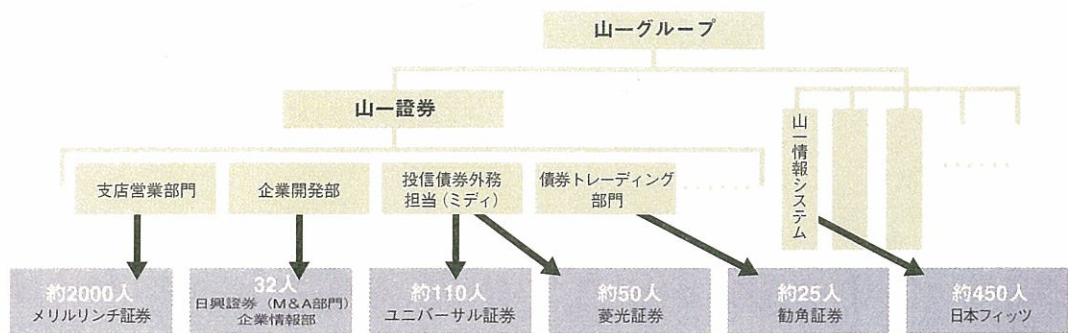 山一グループ
山一證券
山一情報システム
支店営業部門
企業開発部
投信債券外務
担当（ミディ）
債券トレーディング
部門
約2000人
メリルリンチ証券
32人
日興證券（M&A部門）
企業情報部
約110人
ユニバーサル証券
約50人
菱光証券
約25人
勧角証券
約450人
日本フィッツ